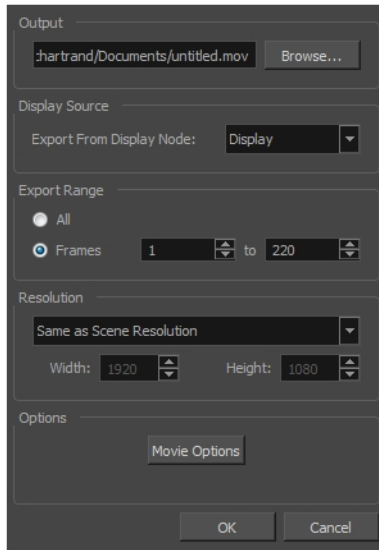 Output
:hartrand/Documents/untitled.mov Browse...
Display Source
Export From Display Node: Display
Export Range
All
Frames 1 to 220
Resolution
Same as Scene Resolution
Width: 1920 Height: 1080
Options
Movie Options
OK Cancel